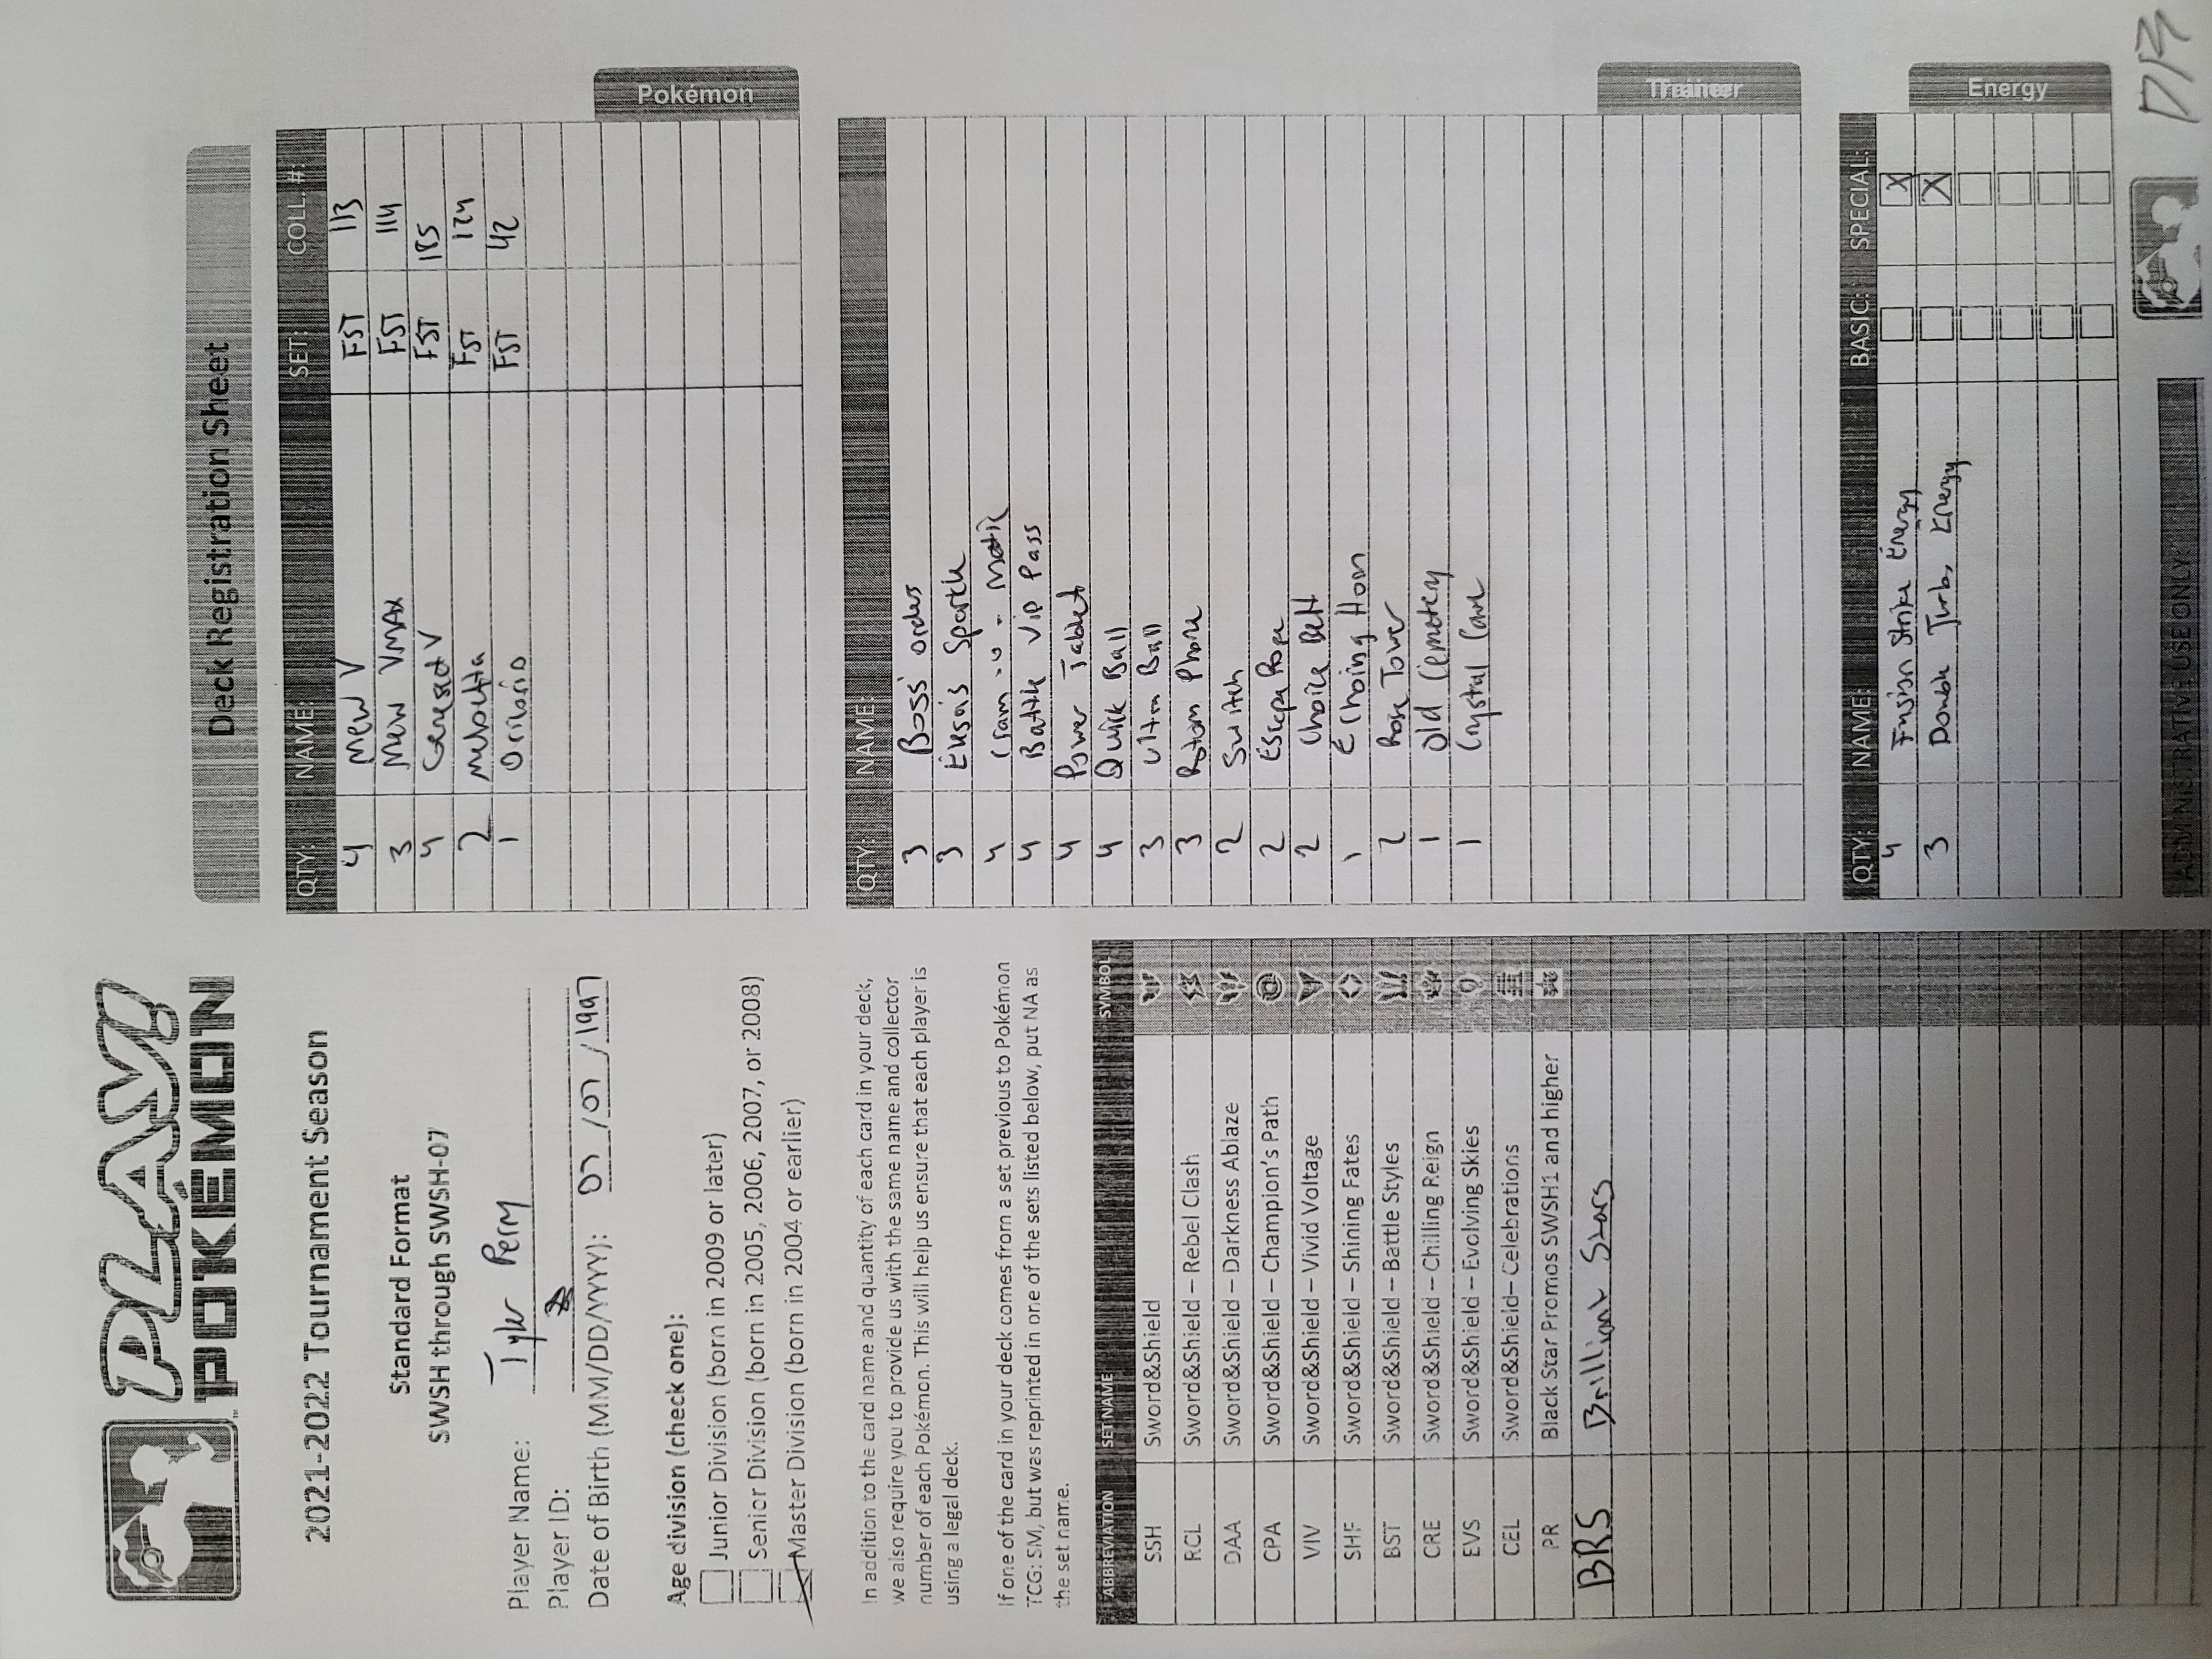 PLAY!
POKÉMON
2021-2022 Tournament Season
Standard Format
SWSH through SWSH-07
Player Name: Tyler Perry
Player ID:
Date of Birth (MM/DD/YYYY): 07/07/1997
Age division (check one):
Junior Division (born in 2009 or later)
Senior Division (born in 2005, 2006, 2007, or 2008)
Master Division (born in 2004 or earlier)
In addition to the card name and quantity of each card in your deck,
we also require you to provide us with the same name and collector
number of each Pokémon. This will help us ensure that each player is
using a legal deck.
If one of the card in your deck comes from a set previous to Pokémon
TCG: SM, but was reprinted in one of the sets listed below, put NA as
the set name.
ABBREVIATION SET NAME SYMBOL
SSH Sword&Shield
RCL Sword&Shield – Rebel Clash
DAA Sword&Shield – Darkness Ablaze
CPA Sword&Shield – Champion's Path
VIV Sword&Shield – Vivid Voltage
SHF Sword&Shield – Shining Fates
BST Sword&Shield – Battle Styles
CRE Sword&Shield – Chilling Reign
EVS Sword&Shield – Evolving Skies
CEL Sword&Shield– Celebrations
PR Black Star Promos SWSH1 and higher
BRS Brilliant Stars
Deck Registration Sheet
QTY: NAME: SET: COLL. #:
4 Mew V FST 113
3 Mew VMAX FST 114
4 Genesect V FST 185
2 Meloetta FST 124
1 Oricorio FST 42
Pokémon
QTY: NAME:
3 Boss' orders
3 Elesa's Sparkle
4 Cram-o-Matic
4 Battle Vip Pass
4 Power Tablet
4 Quick Ball
3 Ultra Ball
3 Rotom Phone
2 Switch
2 Escape Rope
2 Choice Belt
1 Echoing Horn
2 Rose Tower
1 Old Cemetery
1 Crystal Cave
Trainer
QTY: NAME: BASIC: SPECIAL:
4 Fusion Strike Energy X
3 Double Turbo Energy X
Energy
ADMINISTRATIVE USE ONLY: